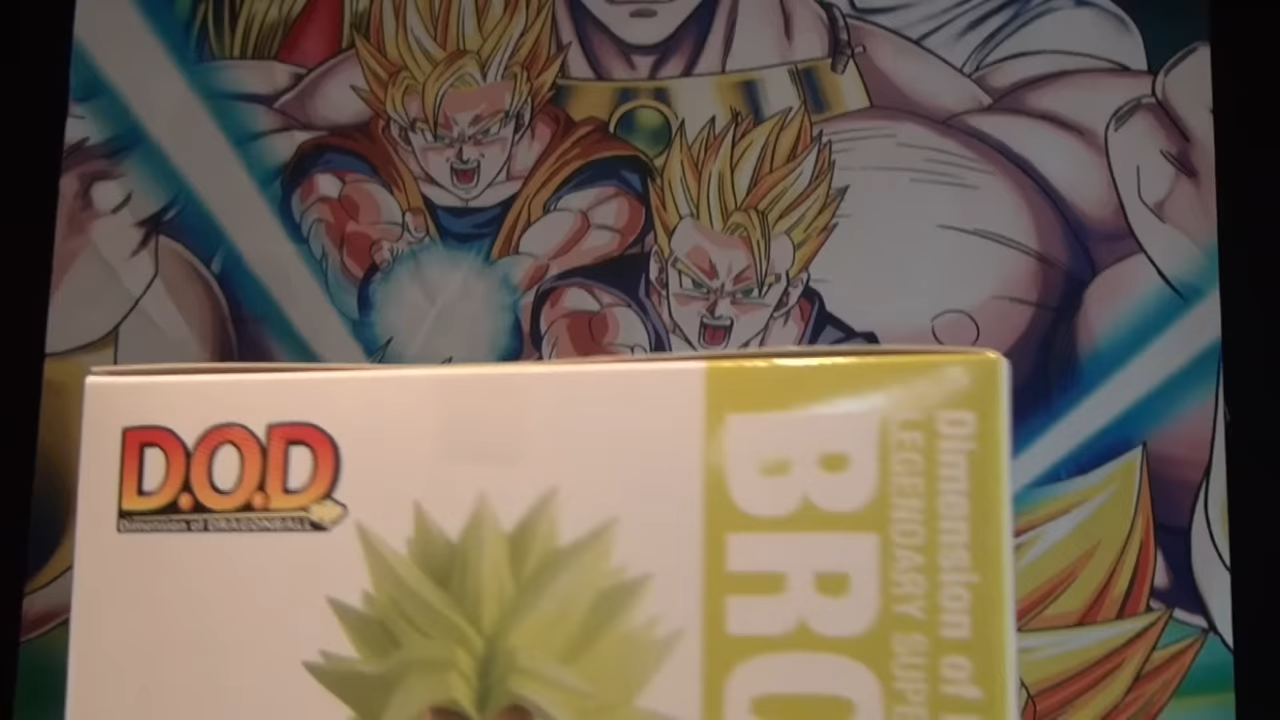 D.O.D
Dimension of DRAGONBALL
Dimension of
LEGENDARY SUPE
BRO